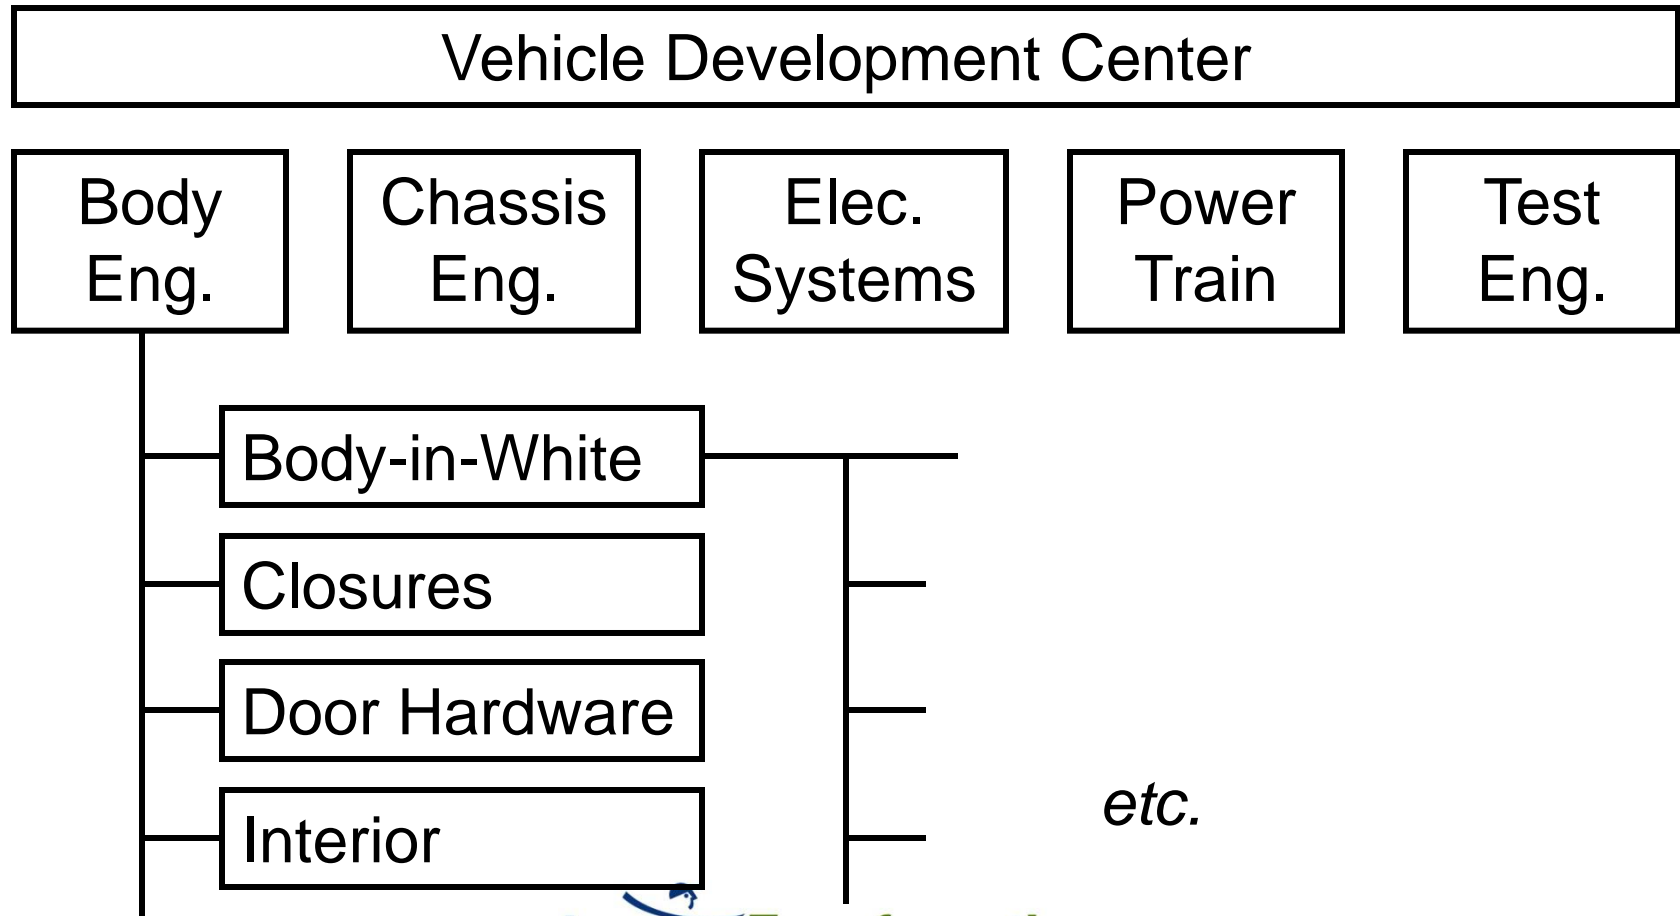 Vehicle Development Center
Body
Eng.
Chassis
Eng.
Elec.
Systems
Power
Train
Test
Eng.
Body-in-White
Closures
Door Hardware
Interior
etc.